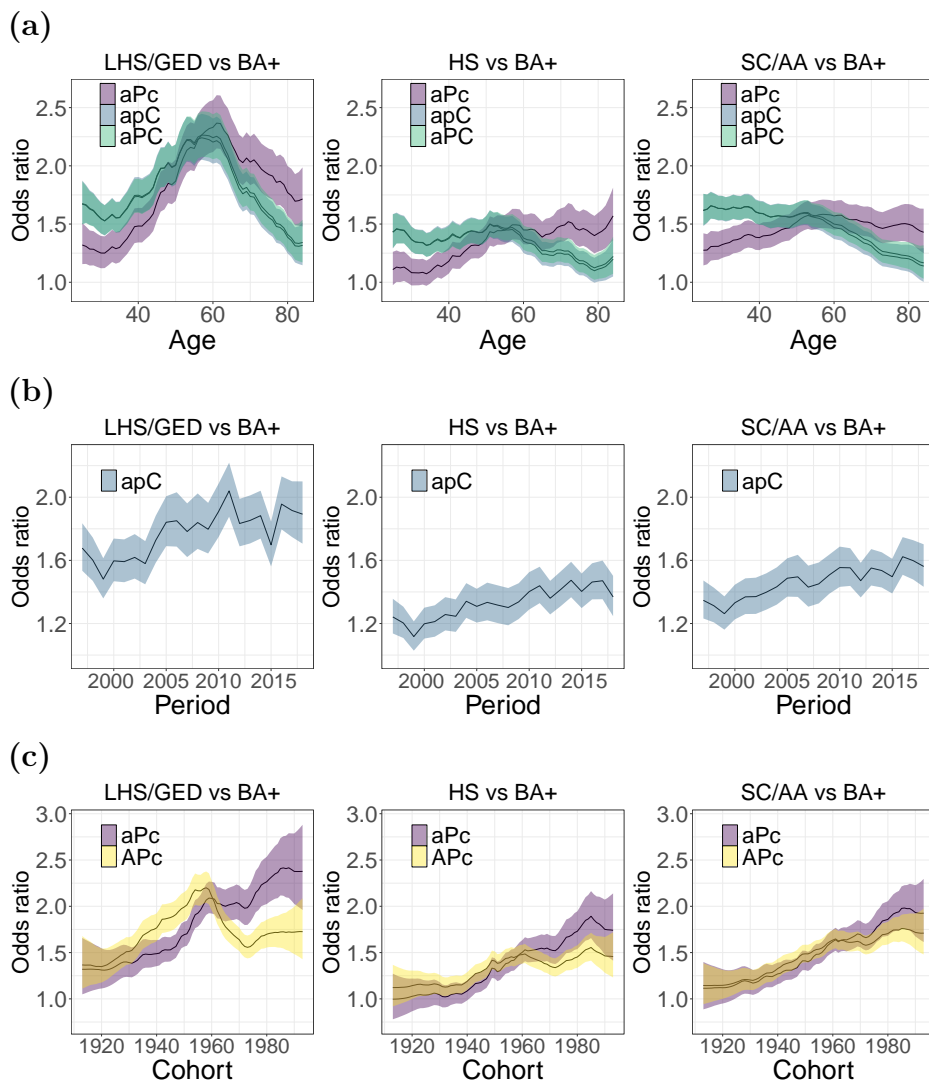 (a)
LHS/GED vs BA+
HS vs BA+
SC/AA vs BA+
aPc
apC
aPC
aPc
apC
aPC
aPc
apC
aPC
Odds ratio
2.5
2.0
1.5
1.0
Odds ratio
2.5
2.0
1.5
1.0
Odds ratio
2.5
2.0
1.5
1.0
40 60 80
40 60 80
40 60 80
Age
Age
Age
(b)
LHS/GED vs BA+
HS vs BA+
SC/AA vs BA+
apC
apC
apC
Odds ratio
2.0
1.6
1.2
Odds ratio
2.0
1.6
1.2
Odds ratio
2.0
1.6
1.2
2000 2005 2010 2015
2000 2005 2010 2015
2000 2005 2010 2015
Period
Period
Period
(c)
LHS/GED vs BA+
HS vs BA+
SC/AA vs BA+
aPc
APc
aPc
APc
aPc
APc
Odds ratio
3.0
2.5
2.0
1.5
1.0
Odds ratio
3.0
2.5
2.0
1.5
1.0
Odds ratio
3.0
2.5
2.0
1.5
1.0
1920 1940 1960 1980
1920 1940 1960 1980
1920 1940 1960 1980
Cohort
Cohort
Cohort